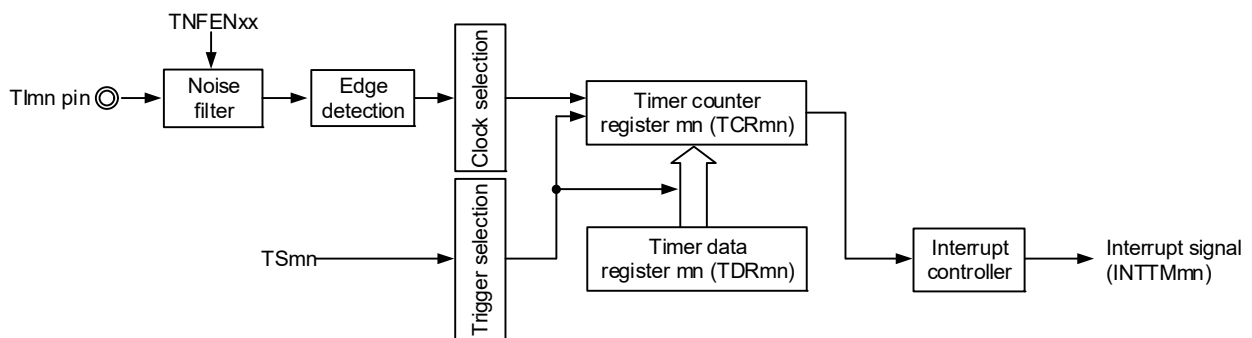 TNFENxx
TImn pin
Noise
filter
Edge
detection
Clock selection
Timer counter
register mn (TCRmn)
TSmn
Trigger selection
Timer data
register mn (TDRmn)
Interrupt
controller
Interrupt signal
(INTTMmn)